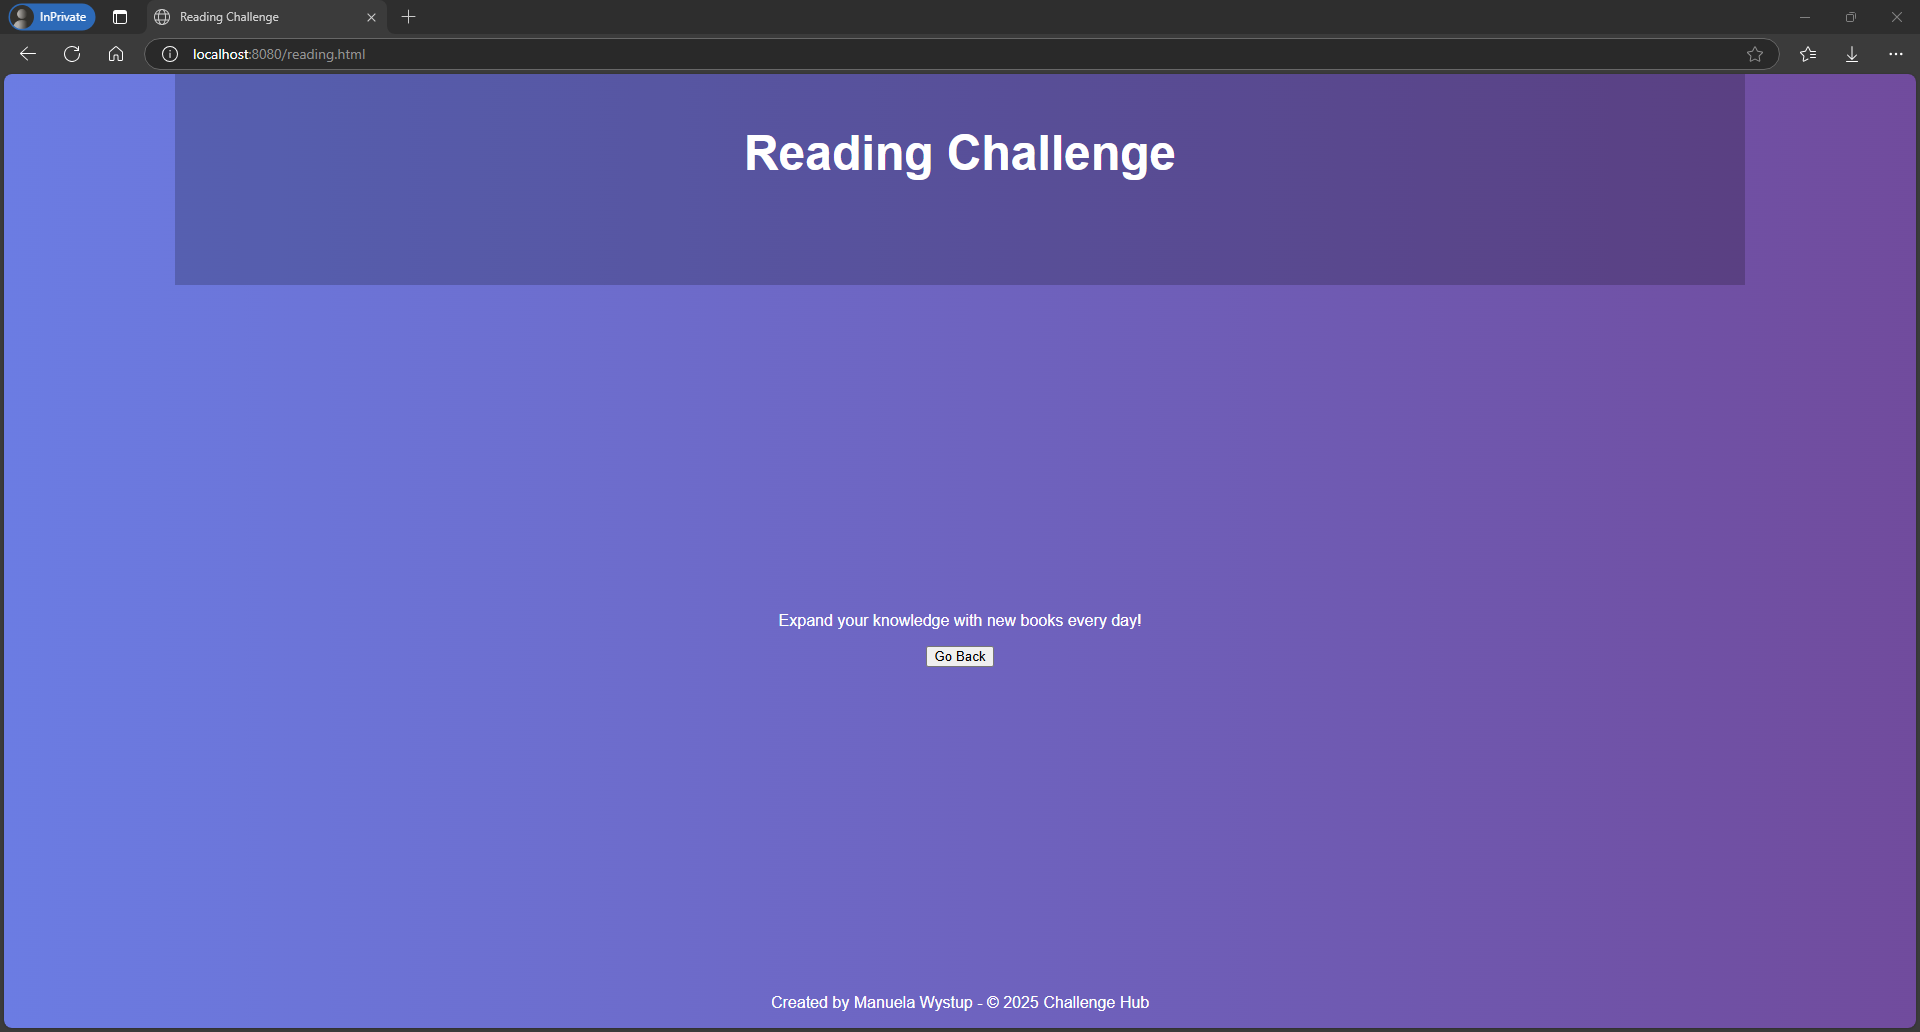 InPrivate
Reading Challenge
localhost:8080/reading.html
Reading Challenge
Expand your knowledge with new books every day!
Go Back
Created by Manuela Wystup - © 2025 Challenge Hub